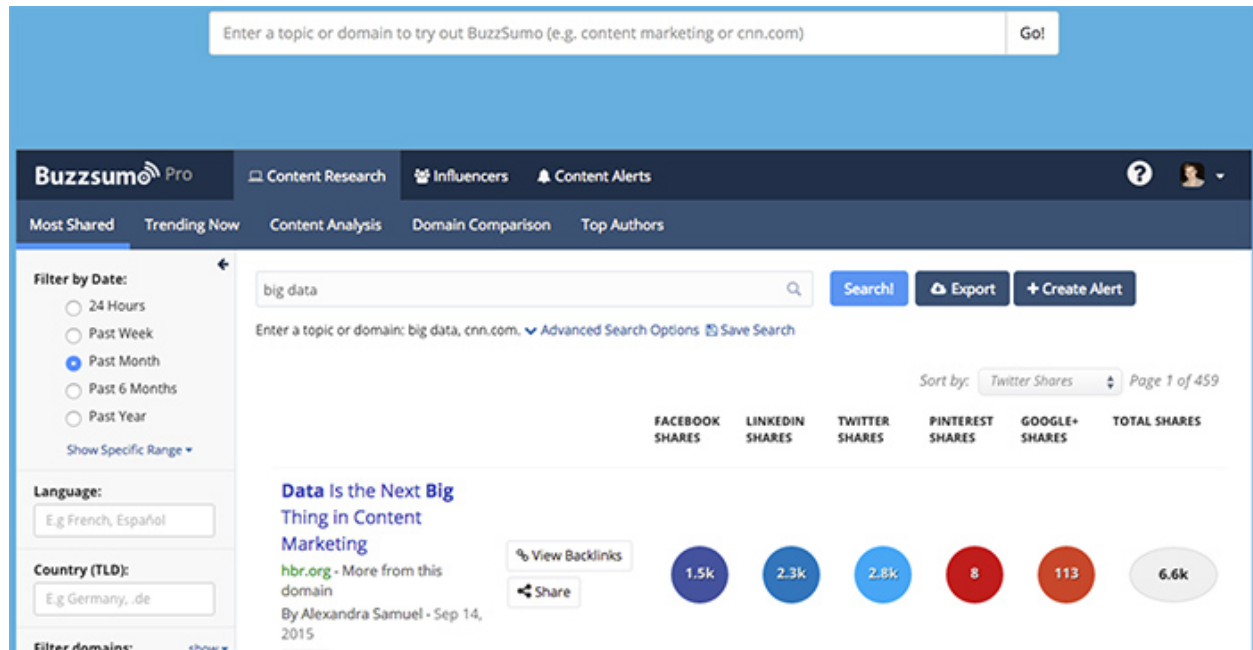 Enter a topic or domain to try out BuzzSumo (e.g. content marketing or cnn.com) Go!
Buzzsumo Pro Content Research Influencers Content Alerts ?
Most Shared Trending Now Content Analysis Domain Comparison Top Authors
Filter by Date:
24 Hours
Past Week
Past Month
Past 6 Months
Past Year
Show Specific Range
Language:
E.g French, Español
Country (TLD):
E.g Germany, .de
Filter domains: show
big data Search! Export + Create Alert
Enter a topic or domain: big data, cnn.com. Advanced Search Options Save Search
Sort by: Twitter Shares Page 1 of 459
FACEBOOK SHARES
LINKEDIN SHARES
TWITTER SHARES
PINTEREST SHARES
GOOGLE+ SHARES
TOTAL SHARES
Data Is the Next Big
Thing in Content
Marketing
hbr.org - More from this
domain
By Alexandra Samuel - Sep 14,
2015
View Backlinks
Share
1.5k 2.3k 2.8k 8 113 6.6k